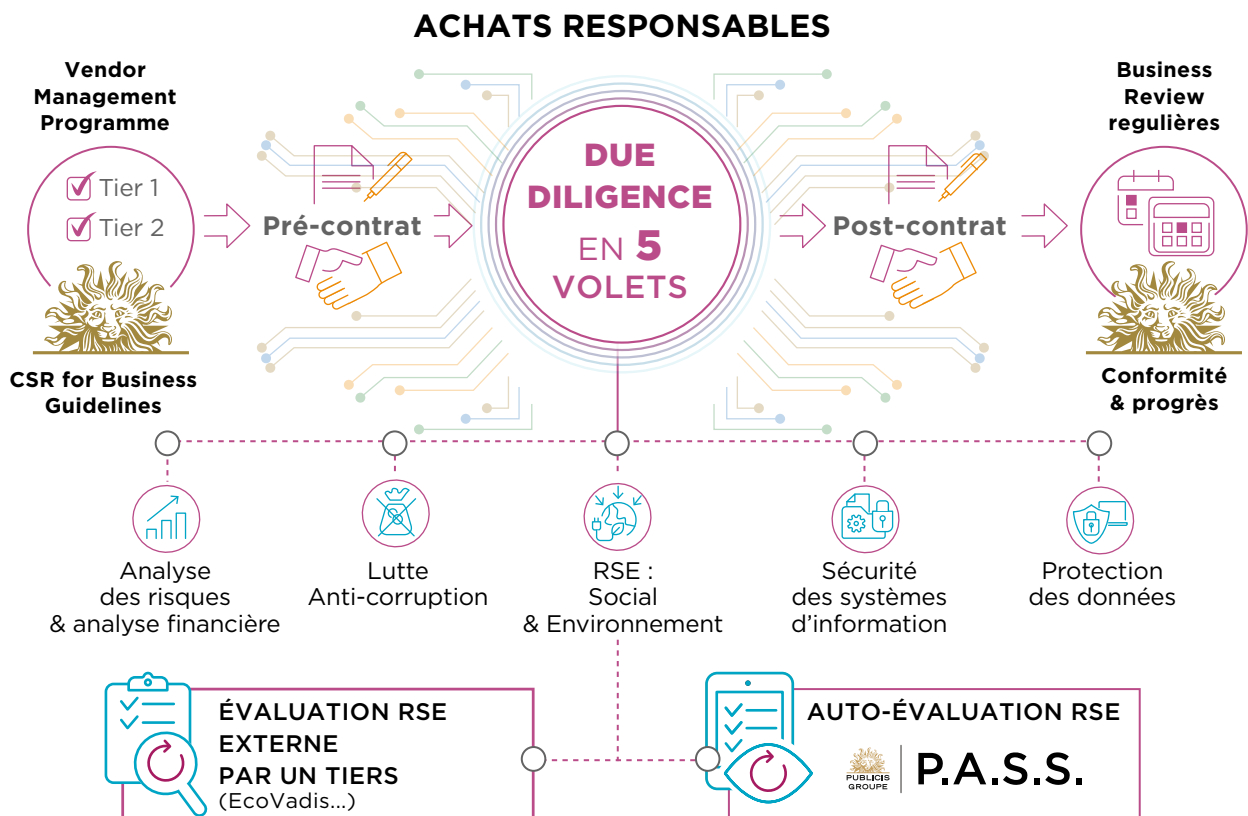 ACHATS RESPONSABLES
Vendor
Management
Programme
Tier 1
Tier 2
CSR for Business
Guidelines
Pré-contrat
DUE
DILIGENCE
EN 5
VOLETS
Post-contrat
Business
Review
regulières
Conformité
& progrès
Analyse
des risques
& analyse financière
Lutte
Anti-corruption
RSE :
Social
& Environnement
Sécurité
des systèmes
d'information
Protection
des données
ÉVALUATION RSE
EXTERNE
PAR UN TIERS
(EcoVadis...)
AUTO-ÉVALUATION RSE
PUBLICIS
GROUPE
P.A.S.S.